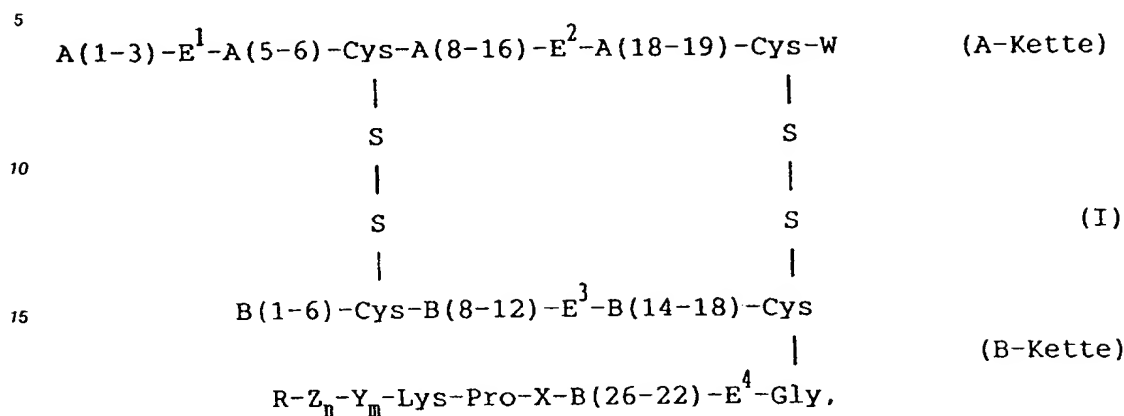 5
A(1-3)-E¹-A(5-6)-Cys-A(8-16)-E²-A(18-19)-Cys-W (A-Kette)
| |
S S
10 | |
S S (I)
| |
15 B(1-6)-Cys-B(8-12)-E³-B(14-18)-Cys
| (B-Kette)
R-Zₙ-Yₘ-Lys-Pro-X-B(26-22)-E⁴-Gly,